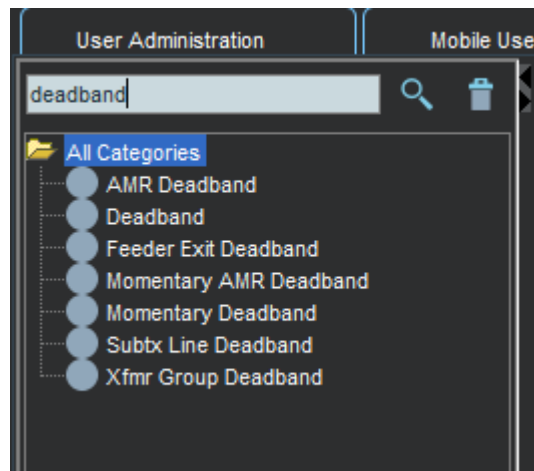 User Administration
Mobile Use
deadband
All Categories
AMR Deadband
Deadband
Feeder Exit Deadband
Momentary AMR Deadband
Momentary Deadband
Subtx Line Deadband
Xfmr Group Deadband